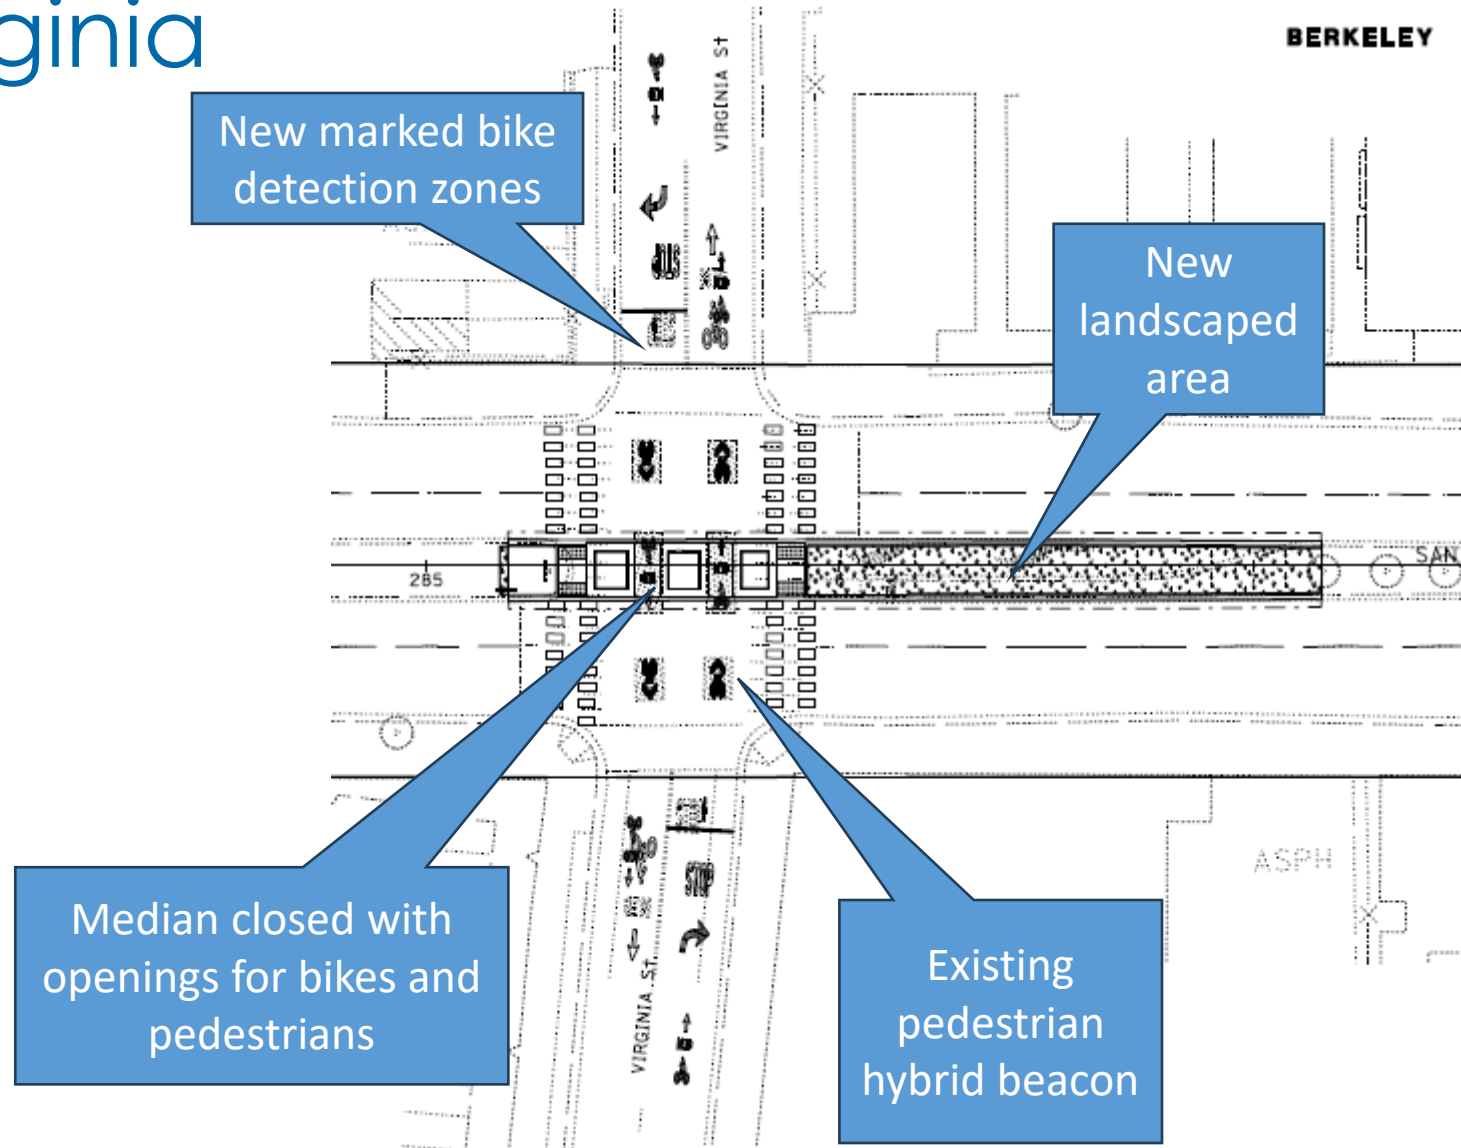 ginia
BERKELEY
VIRGINIA St
New marked bike
detection zones
New
landscaped
area
285
SAN
STOP
ASPH
VIRGINIA St
Median closed with
openings for bikes and
pedestrians
Existing
pedestrian
hybrid beacon